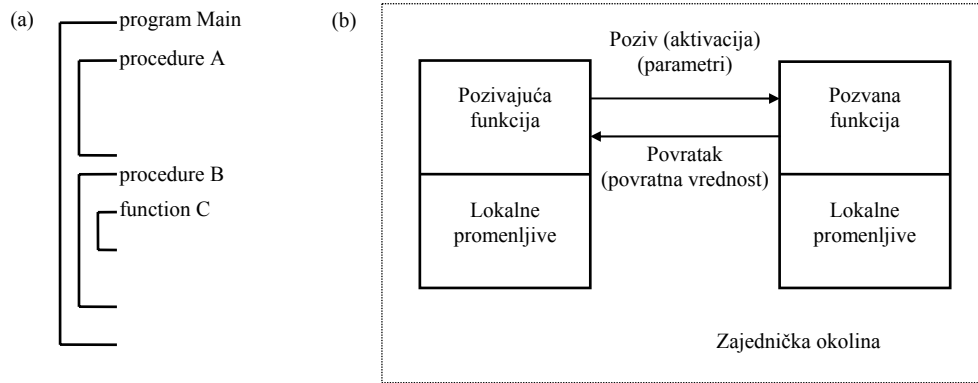 (a)
program Main
procedure A
procedure B
function C
(b)
Poziv (aktivacija)
(parametri)
Pozivajuća
funkcija
Pozvana
funkcija
Povratak
(povratna vrednost)
Lokalne
promenljive
Lokalne
promenljive
Zajednička okolina